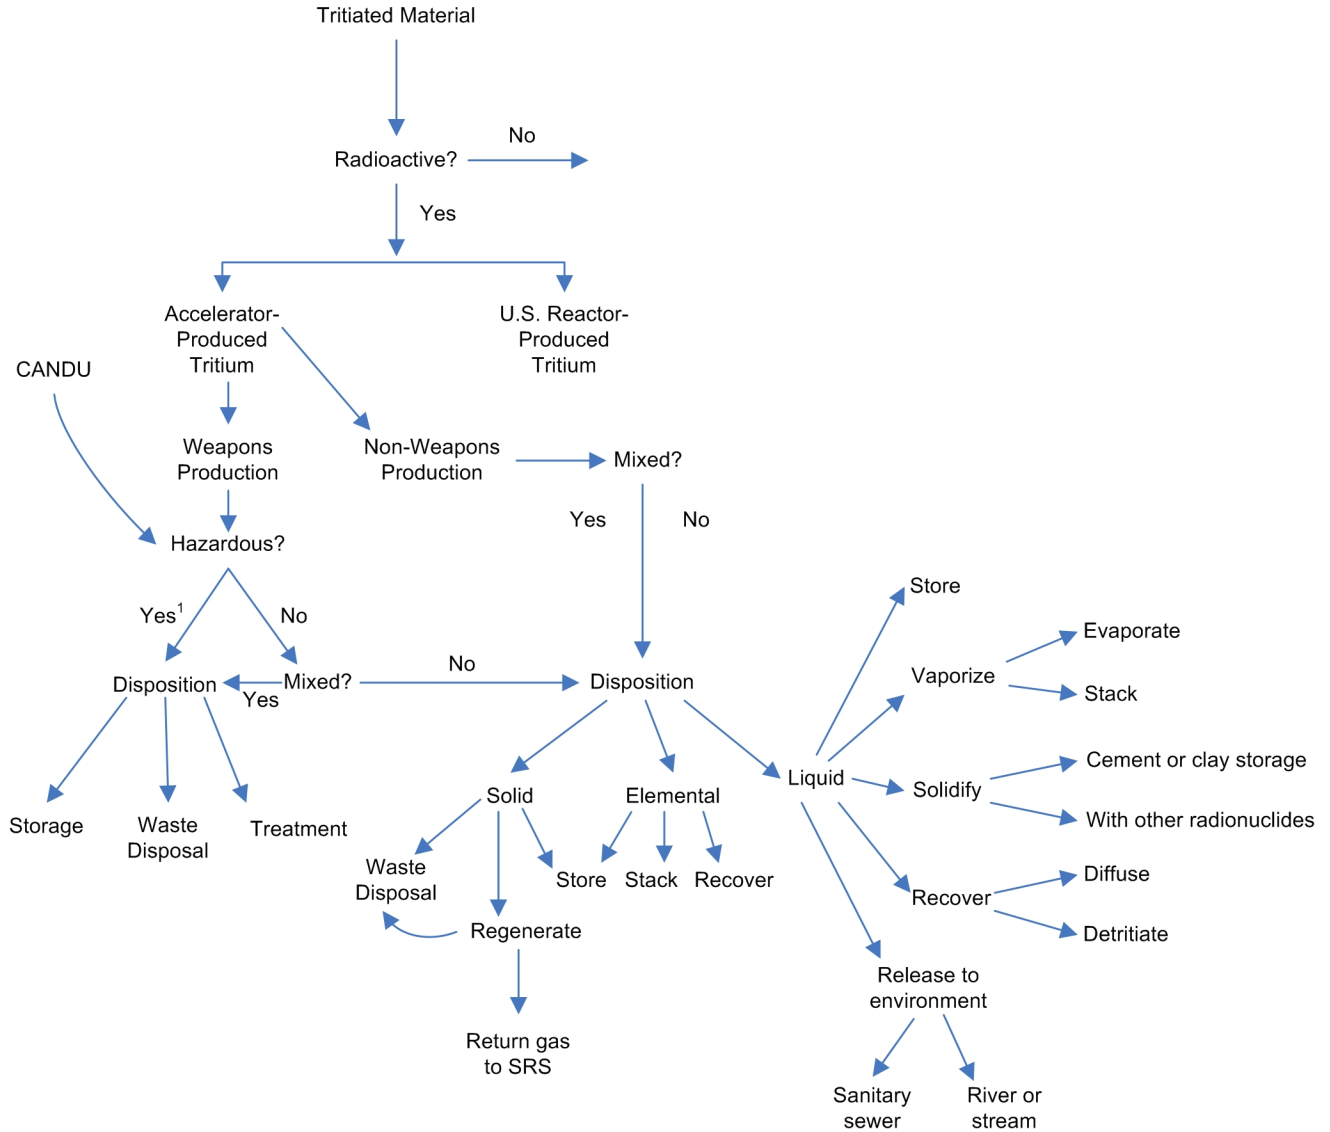 Tritiated Material
No
Radioactive?
Yes
Accelerator-
Produced
Tritium
U.S. Reactor-
Produced
Tritium
CANDU
Weapons
Production
Non-Weapons
Production
Mixed?
Yes
No
Hazardous?
Yes¹
No
Store
Evaporate
Vaporize
Stack
Disposition
Yes
Mixed?
No
Disposition
Cement or clay storage
Liquid
Solidify
With other radionuclides
Storage
Waste
Disposal
Treatment
Solid
Elemental
Waste
Disposal
Store
Stack
Recover
Diffuse
Recover
Detritiate
Regenerate
Release to
environment
Return gas
to SRS
Sanitary
sewer
River or
stream